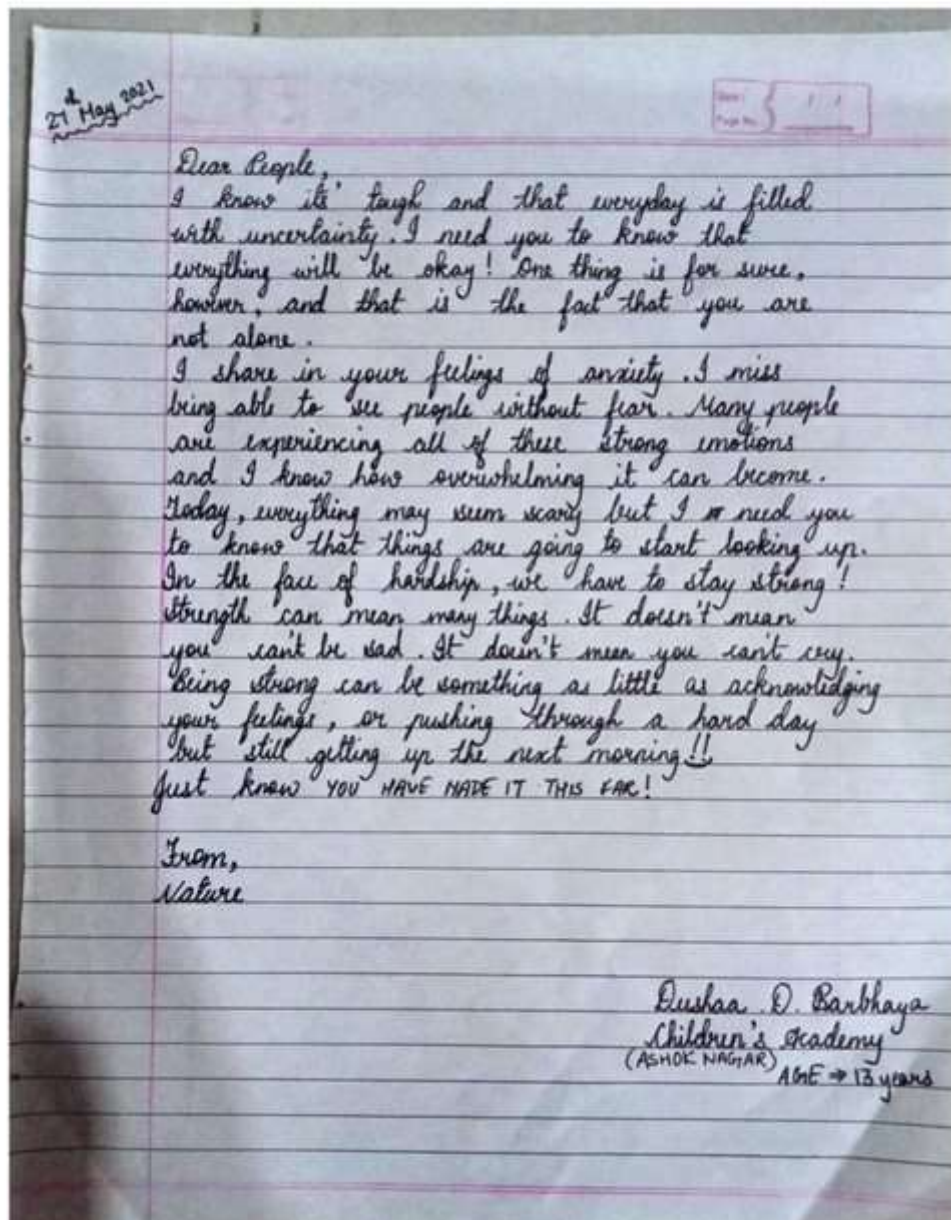 27th May 2021
Date :
Page No.
Dear People,
I know its' tough and that everyday is filled
with uncertainty. I need you to know that
everything will be okay! One thing is for sure,
however, and that is the fact that you are
not alone.
I share in your feelings of anxiety. I miss
being able to see people without fear. Many people
are experiencing all of these strong emotions
and I know how overwhelming it can become.
Today, everything may seem scary but I need you
to know that things are going to start looking up.
In the face of hardship, we have to stay strong!
Strength can mean many things. It doesn't mean
you can't be sad. It doesn't mean you can't cry.
Being strong can be something as little as acknowledging
your feelings, or pushing through a hard day
but still getting up the next morning!!
Just know YOU HAVE MADE IT THIS FAR!
From,
Nature
Dushaa. D. Barbhaya
Children's Academy
(ASHOK NAGAR)
AGE ⇒ 13 years